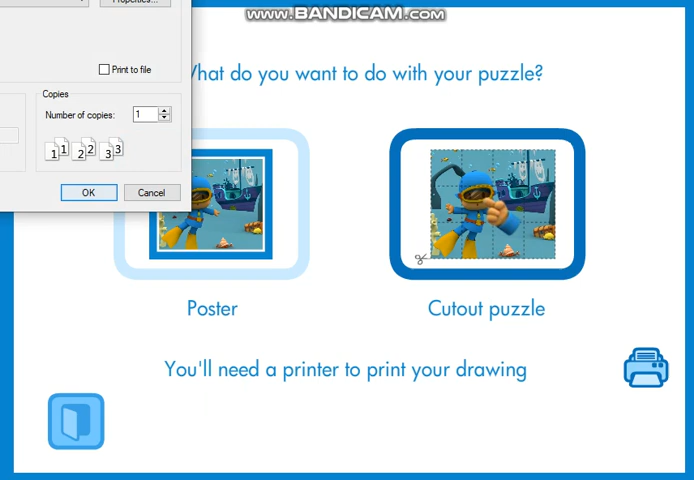 www.BANDICAM.com
Properties...
Print to file
Copies
Number of copies: 1
1 1 2 2 3 3
OK Cancel
What do you want to do with your puzzle?
Poster Cutout puzzle
You'll need a printer to print your drawing